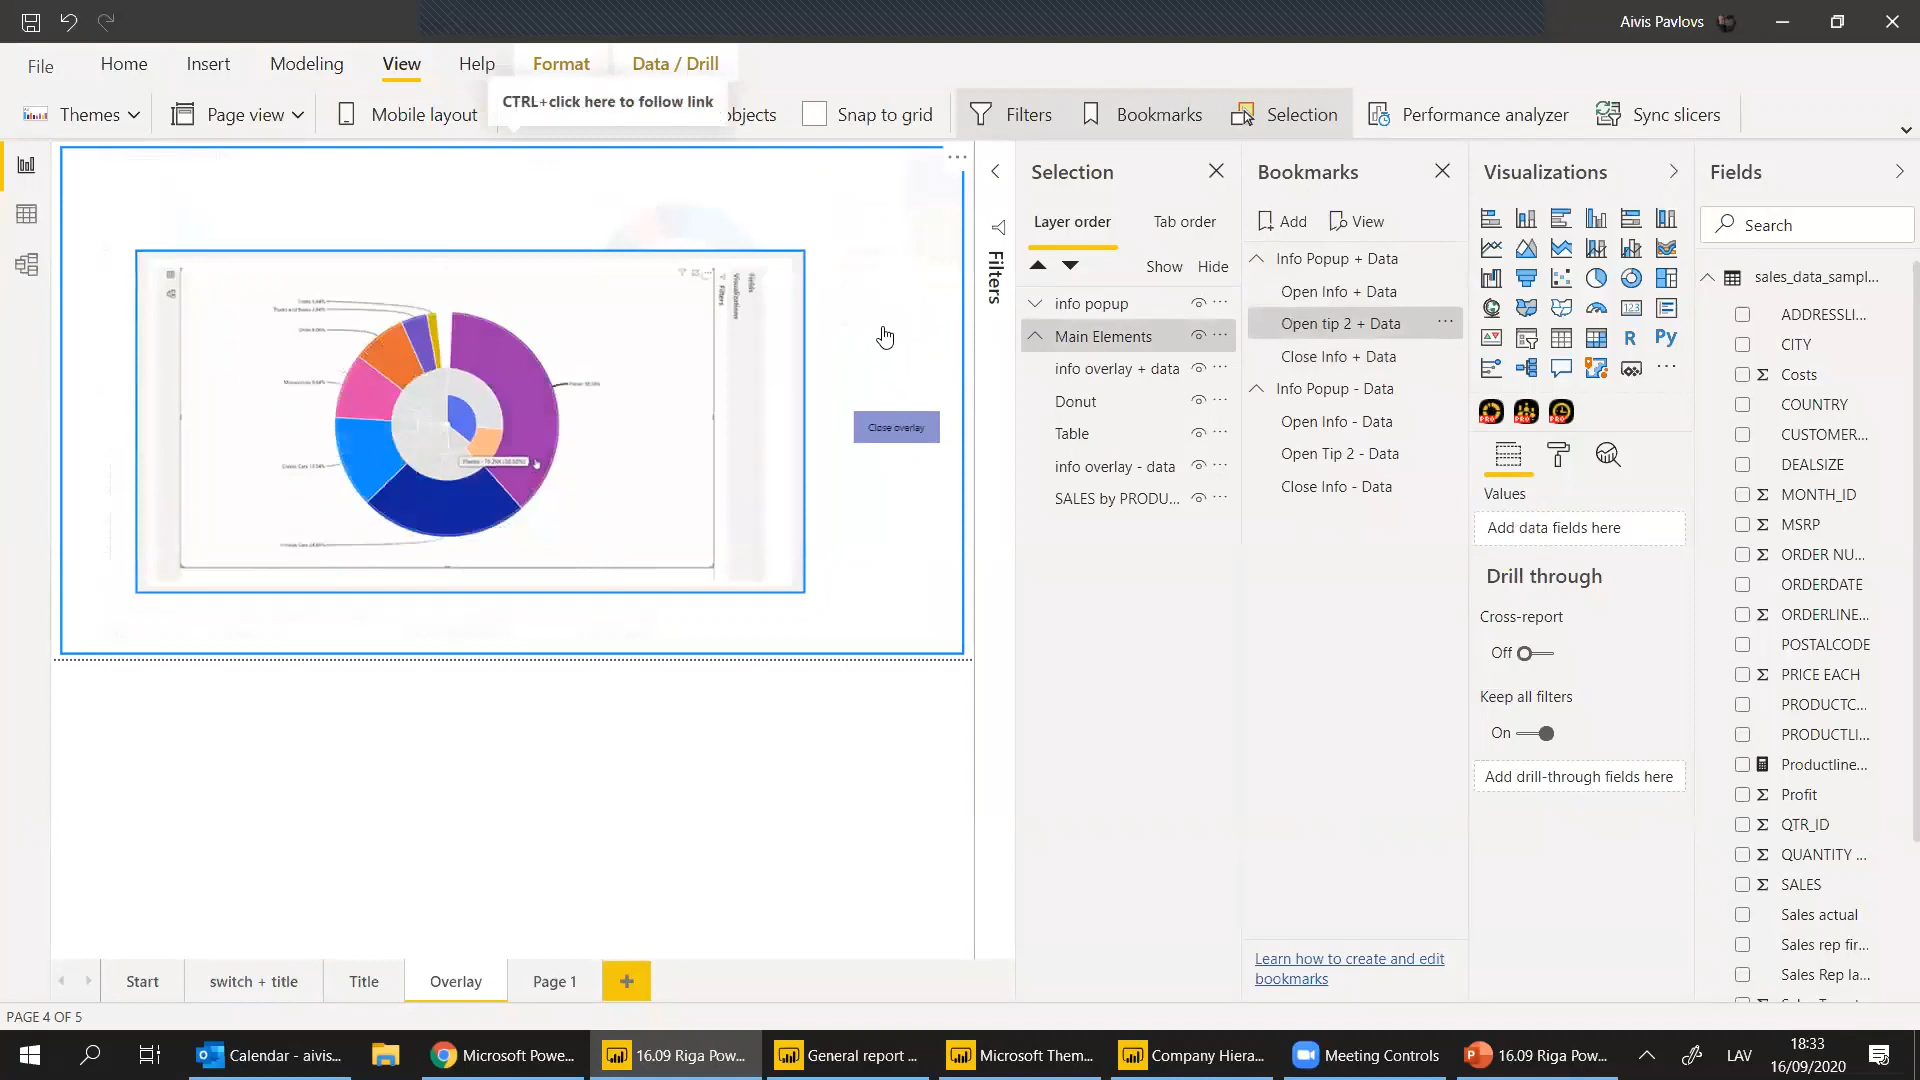 Aivis Pavlovs
File Home Insert Modeling View Help Format Data / Drill
CTRL+click here to follow link
Themes Page view Mobile layout bjects Snap to grid Filters Bookmarks Selection Performance analyzer Sync slicers
Selection
Layer order Tab order
Show Hide
info popup
Main Elements
info overlay + data
Donut
Table
info overlay - data
SALES by PRODU...
Bookmarks
Add View
Info Popup + Data
Open Info + Data
Open tip 2 + Data
Close Info + Data
Info Popup - Data
Open Info - Data
Open Tip 2 - Data
Close Info - Data
Learn how to create and edit
bookmarks
Filters
Close overlay
Filters
Visualizations
Fields
Visualizations
R Py
PRO PRO PRO
Values
Add data fields here
Drill through
Cross-report
Off
Keep all filters
On
Add drill-through fields here
Fields
Search
sales_data_sampl...
ADDRESSLI...
CITY
Costs
COUNTRY
CUSTOMER...
DEALSIZE
MONTH_ID
MSRP
ORDER NU...
ORDERDATE
ORDERLINE...
POSTALCODE
PRICE EACH
PRODUCTC...
PRODUCTLI...
Productline...
Profit
QTR_ID
QUANTITY ...
SALES
Sales actual
Sales rep fir...
Sales Rep la...
Start switch + title Title Overlay Page 1
PAGE 4 OF 5
Calendar - aivis... Microsoft Powe... 16.09 Riga Pow... General report ... Microsoft Them... Company Hiera... Meeting Controls 16.09 Riga Pow... LAV
18:33
16/09/2020